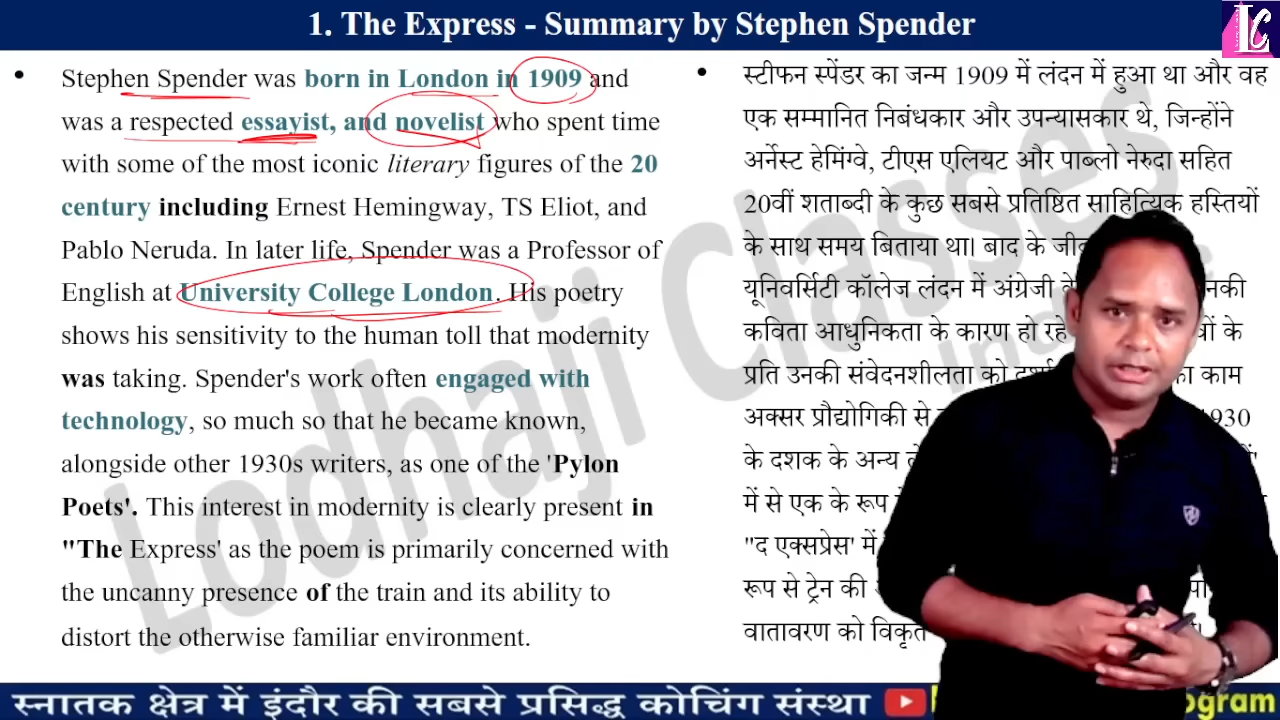 1. The Express - Summary by Stephen Spender
LC
Stephen Spender was born in London in 1909 and
was a respected essayist, and novelist who spent time
with some of the most iconic literary figures of the 20
century including Ernest Hemingway, TS Eliot, and
Pablo Neruda. In later life, Spender was a Professor of
English at University College London. His poetry
shows his sensitivity to the human toll that modernity
was taking. Spender's work often engaged with
technology, so much so that he became known,
alongside other 1930s writers, as one of the 'Pylon
Poets'. This interest in modernity is clearly present in
"The Express' as the poem is primarily concerned with
the uncanny presence of the train and its ability to
distort the otherwise familiar environment.
स्टीफन स्पेंडर का जन्म 1909 में लंदन में हुआ था और वह
एक सम्मानित निबंधकार और उपन्यासकार थे, जिन्होंने
अर्नेस्ट हेमिंग्वे, टीएस एलियट और पाब्लो नेरुदा सहित
20वीं शताब्दी के कुछ सबसे प्रतिष्ठित साहित्यिक हस्तियों
के साथ समय बिताया था। बाद के
यूनिवर्सिटी कॉलेज लंदन में अंग्रेजी
कविता आधुनिकता के कारण हो रहे के
प्रति उनकी संवेदनशीलता को काम
अक्सर प्रौद्योगिकी से 1930
के दशक के अन्य
में से एक के रूप
"द एक्सप्रेस' में
रूप से ट्रेन की
वातावरण को विकृत
Lodhaji Classes
Indore
स्नातक क्षेत्र में इंदौर की सबसे प्रसिद्ध कोचिंग संस्था